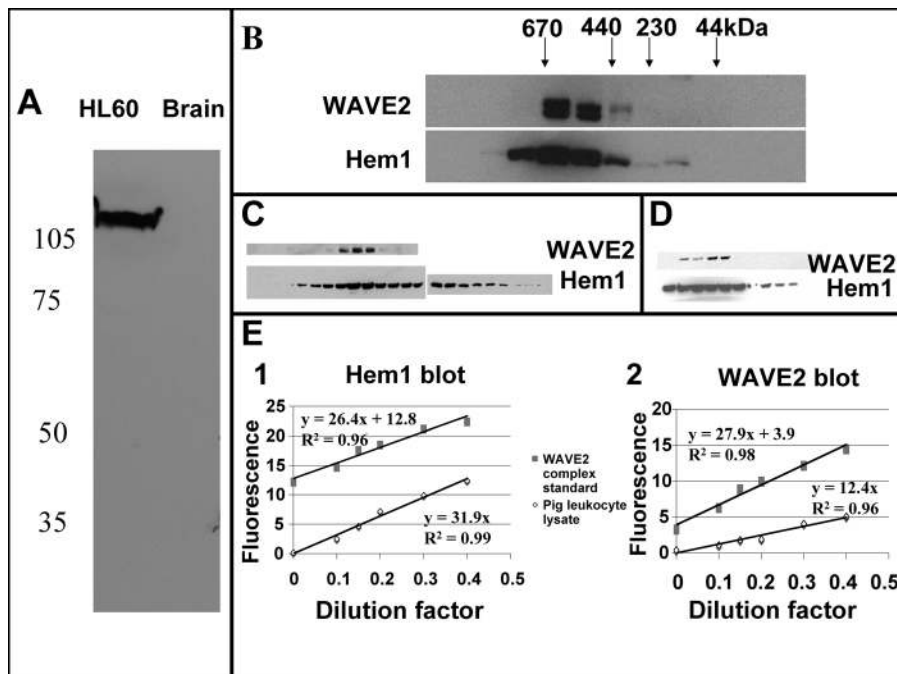 A
HL60 Brain
105
75
50
35
B
670 440 230 44kDa
WAVE2
Hem1
C
WAVE2
Hem1
D
WAVE2
Hem1
E
1 Hem1 blot
25
20
15
10
5
0
Fluorescence
y = 26.4x + 12.8
R² = 0.96
y = 31.9x
R² = 0.99
0 0.1 0.2 0.3 0.4 0.5
Dilution factor
WAVE2
complex
standard
Pig leukocyte
lysate
2 WAVE2 blot
20
15
10
5
0
Fluorescence
y = 27.9x + 3.9
R² = 0.98
y = 12.4x
R² = 0.96
0 0.1 0.2 0.3 0.4 0.5
Dilution factor